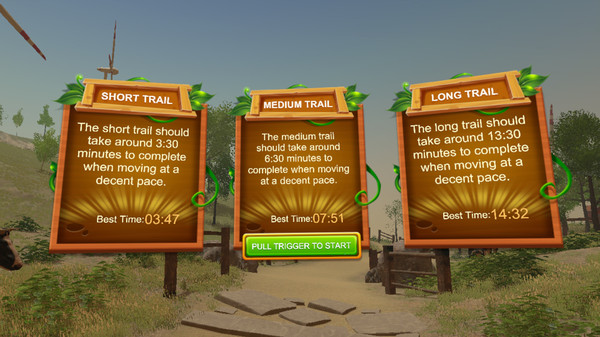 SHORT TRAIL
The short trail should
take around 3:30
minutes to complete
when moving at a
decent pace.
Best Time:03:47
MEDIUM TRAIL
The medium trail
should take around
6:30 minutes to
complete when moving
at a decent pace.
Best Time:07:51
PULL TRIGGER TO START
LONG TRAIL
The long trail should
take around 13:30
minutes to complete
when moving at a
decent pace.
Best Time:14:32